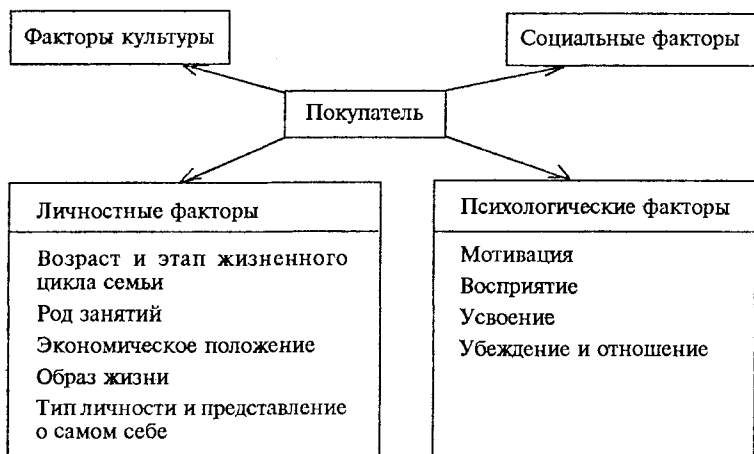 Факторы культуры
Социальные факторы
Покупатель
Личностные факторы
Возраст и этап жизненного
цикла семьи
Род занятий
Экономическое положение
Образ жизни
Тип личности и представление
о самом себе
Психологические факторы
Мотивация
Восприятие
Усвоение
Убеждение и отношение